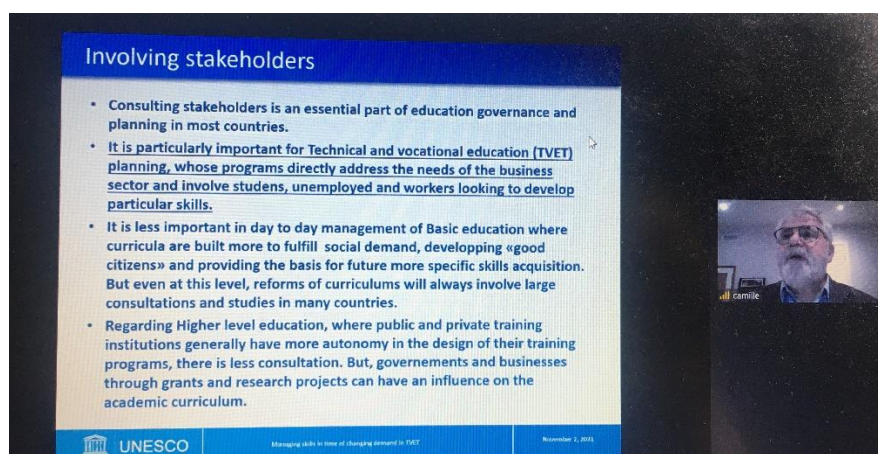 Involving stakeholders
• Consulting stakeholders is an essential part of education governance and
planning in most countries.
• It is particularly important for Technical and vocational education (TVET)
planning, whose programs directly address the needs of the business
sector and involve studens, unemployed and workers looking to develop
particular skills.
• It is less important in day to day management of Basic education where
curricula are built more to fulfill social demand, developping «good
citizens» and providing the basis for future more specific skills acquisition.
But even at this level, reforms of curriculums will always involve large
consultations and studies in many countries.
• Regarding Higher level education, where public and private training
institutions generally have more autonomy in the design of their training
programs, there is less consultation. But, governements and businesses
through grants and research projects can have an influence on the
academic curriculum.
camille
UNESCO
Managing skills in time of changing demand in TVET
November 2, 2021